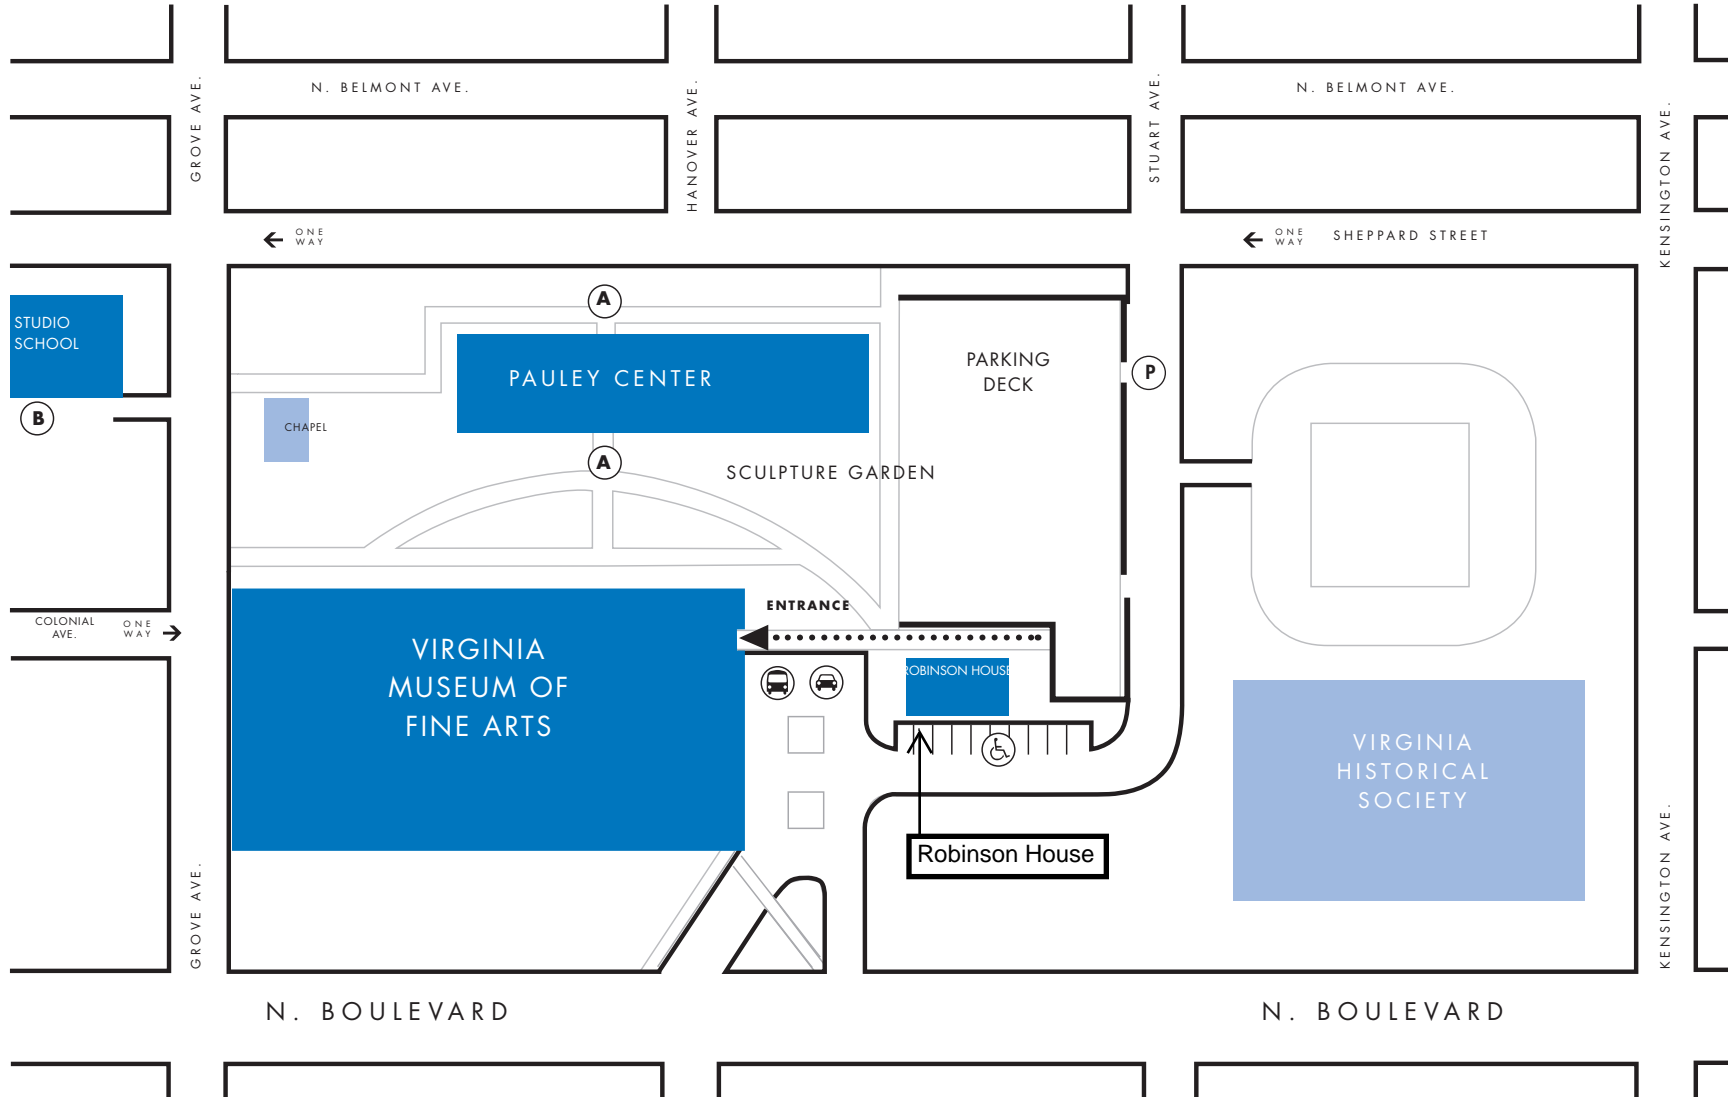 N. BELMONT AVE.
N. BELMONT AVE.
GROVE AVE.
HANOVER AVE.
STUART AVE.
KENSINGTON AVE.
ONE
WAY
ONE
WAY
SHEPPARD STREET
STUDIO
SCHOOL
B
A
PAULEY CENTER
CHAPEL
A
SCULPTURE GARDEN
PARKING
DECK
P
COLONIAL
AVE.
ONE
WAY
ENTRANCE
VIRGINIA
MUSEUM OF
FINE ARTS
ROBINSON HOUSE
VIRGINIA
HISTORICAL
SOCIETY
Robinson House
GROVE AVE.
KENSINGTON AVE.
N. BOULEVARD
N. BOULEVARD